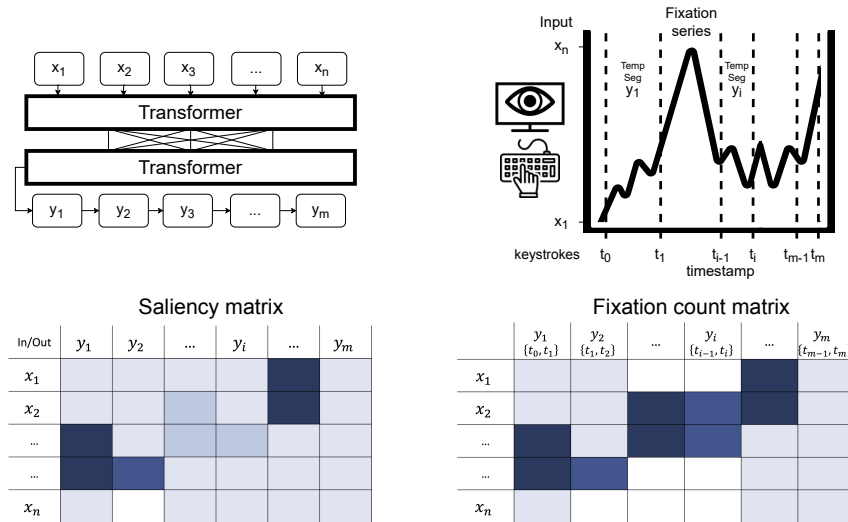 x1 x2 x3 ... xn
Transformer
Transformer
y1 y2 y3 ... ym
Input
Fixation
series
xn
Temp
Seg
y1
Temp
Seg
yi
x1
keystrokes t0 t1 ti-1 ti tm-1 tm
timestamp
Saliency matrix
In/Out y1 y2 ... yi ... ym
x1
x2
...
...
xn
Fixation count matrix
y1 y2 ... yi ... ym
{t0, t1} {t1, t2} {ti-1, ti} {tm-1, tm
x1
x2
...
...
xn